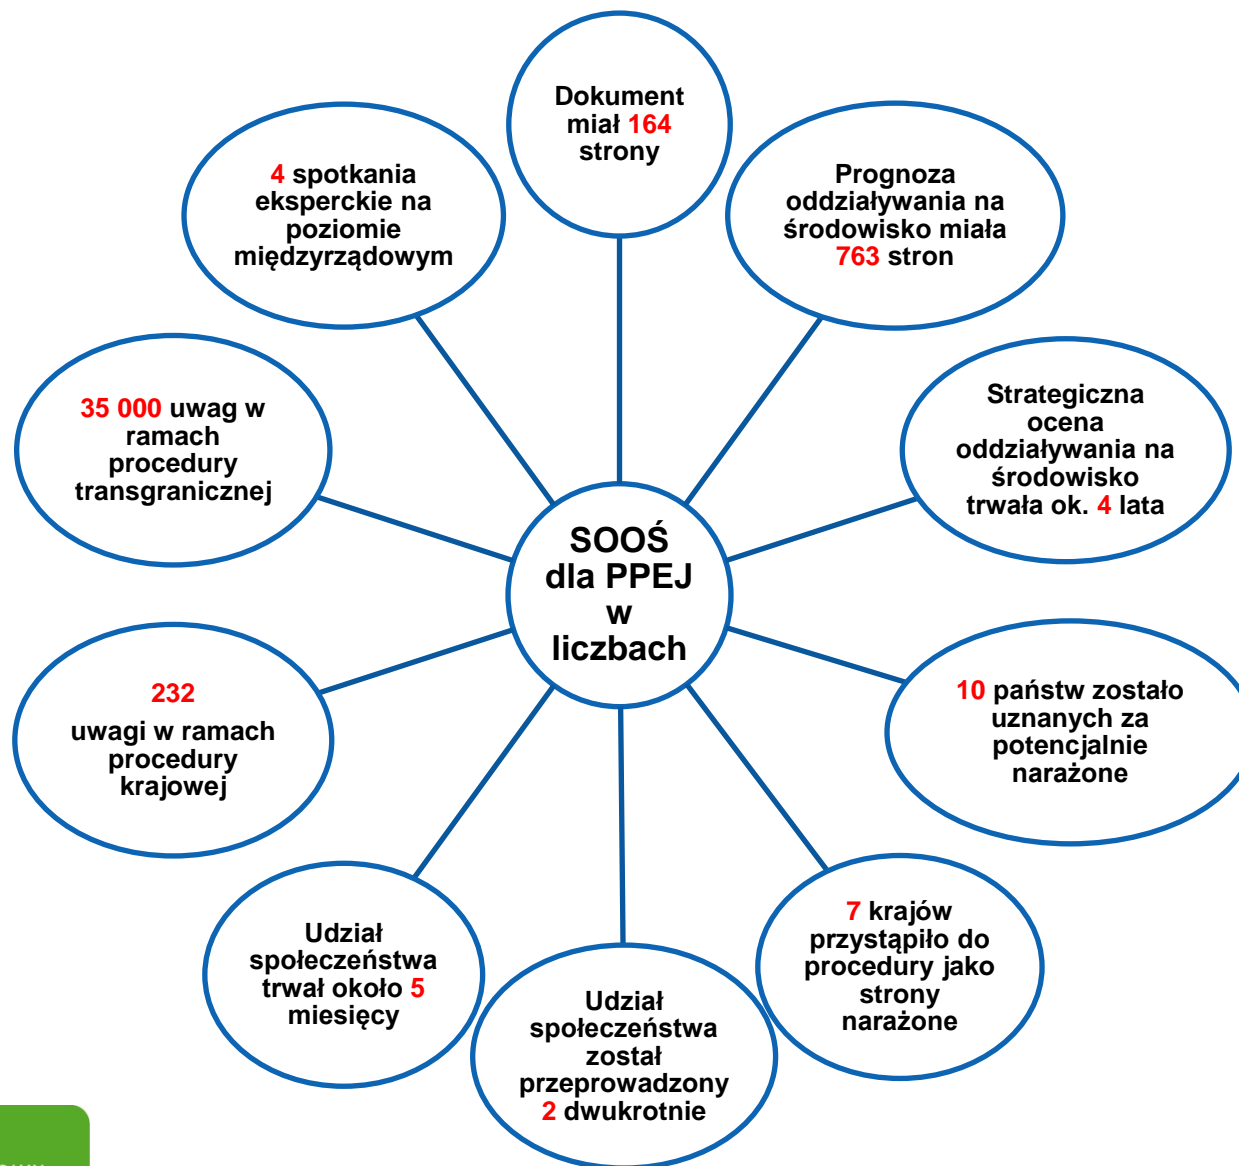 Dokument
miał 164
strony
Prognoza
oddziaływania na
środowisko miała
763 stron
Strategiczna
ocena
oddziaływania na
środowisko
trwała ok. 4 lata
10 państw zostało
uznanych za
potencjalnie
narażone
7 krajów
przystąpiło do
procedury jako
strony
narażone
Udział
społeczeństwa
został
przeprowadzony
2 dwukrotnie
Udział
społeczeństwa
trwał około 5
miesięcy
232
uwagi w ramach
procedury
krajowej
35 000 uwag w
ramach
procedury
transgranicznej
4 spotkania
eksperckie na
poziomie
międzyrządowym
SOOŚ
dla PPEJ
w
liczbach